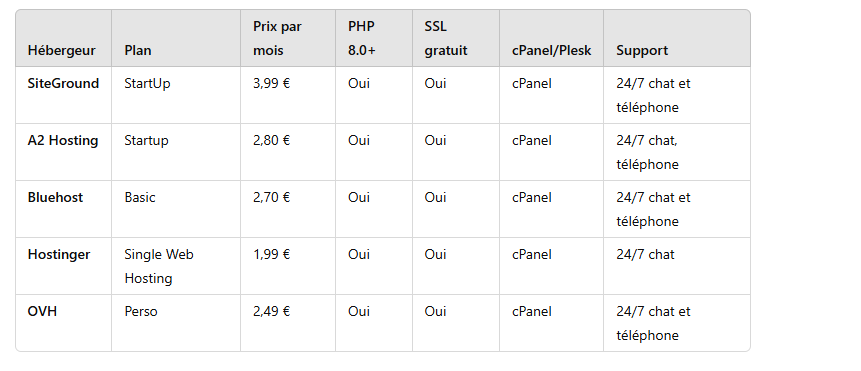 Hébergeur Plan Prix par mois PHP 8.0+ SSL gratuit cPanel/Plesk Support
SiteGround StartUp 3,99 € Oui Oui cPanel 24/7 chat et
téléphone
A2 Hosting Startup 2,80 € Oui Oui cPanel 24/7 chat,
téléphone
Bluehost Basic 2,70 € Oui Oui cPanel 24/7 chat et
téléphone
Hostinger Single Web 1,99 € Oui Oui cPanel 24/7 chat
Hosting
OVH Perso 2,49 € Oui Oui cPanel 24/7 chat et
téléphone